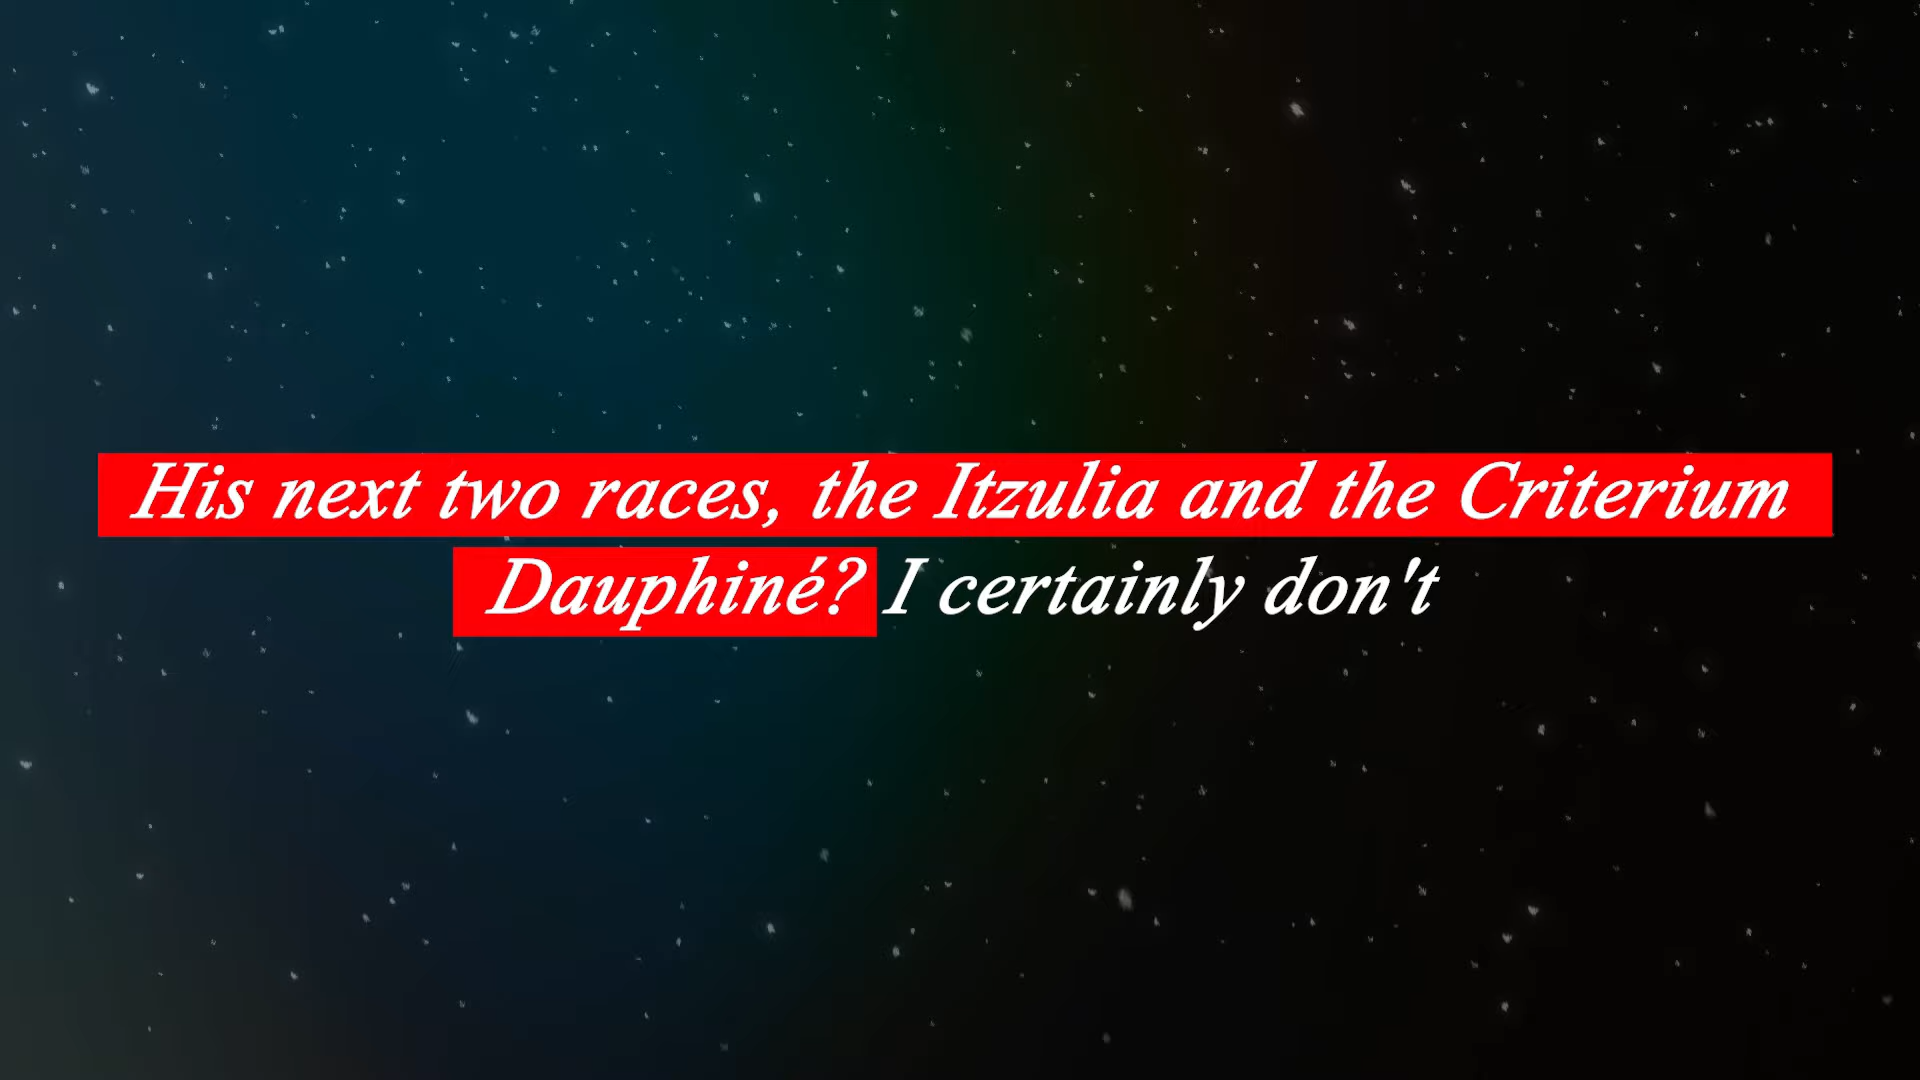 His next two races, the Itzulia and the Criterium
Dauphiné? I certainly don't